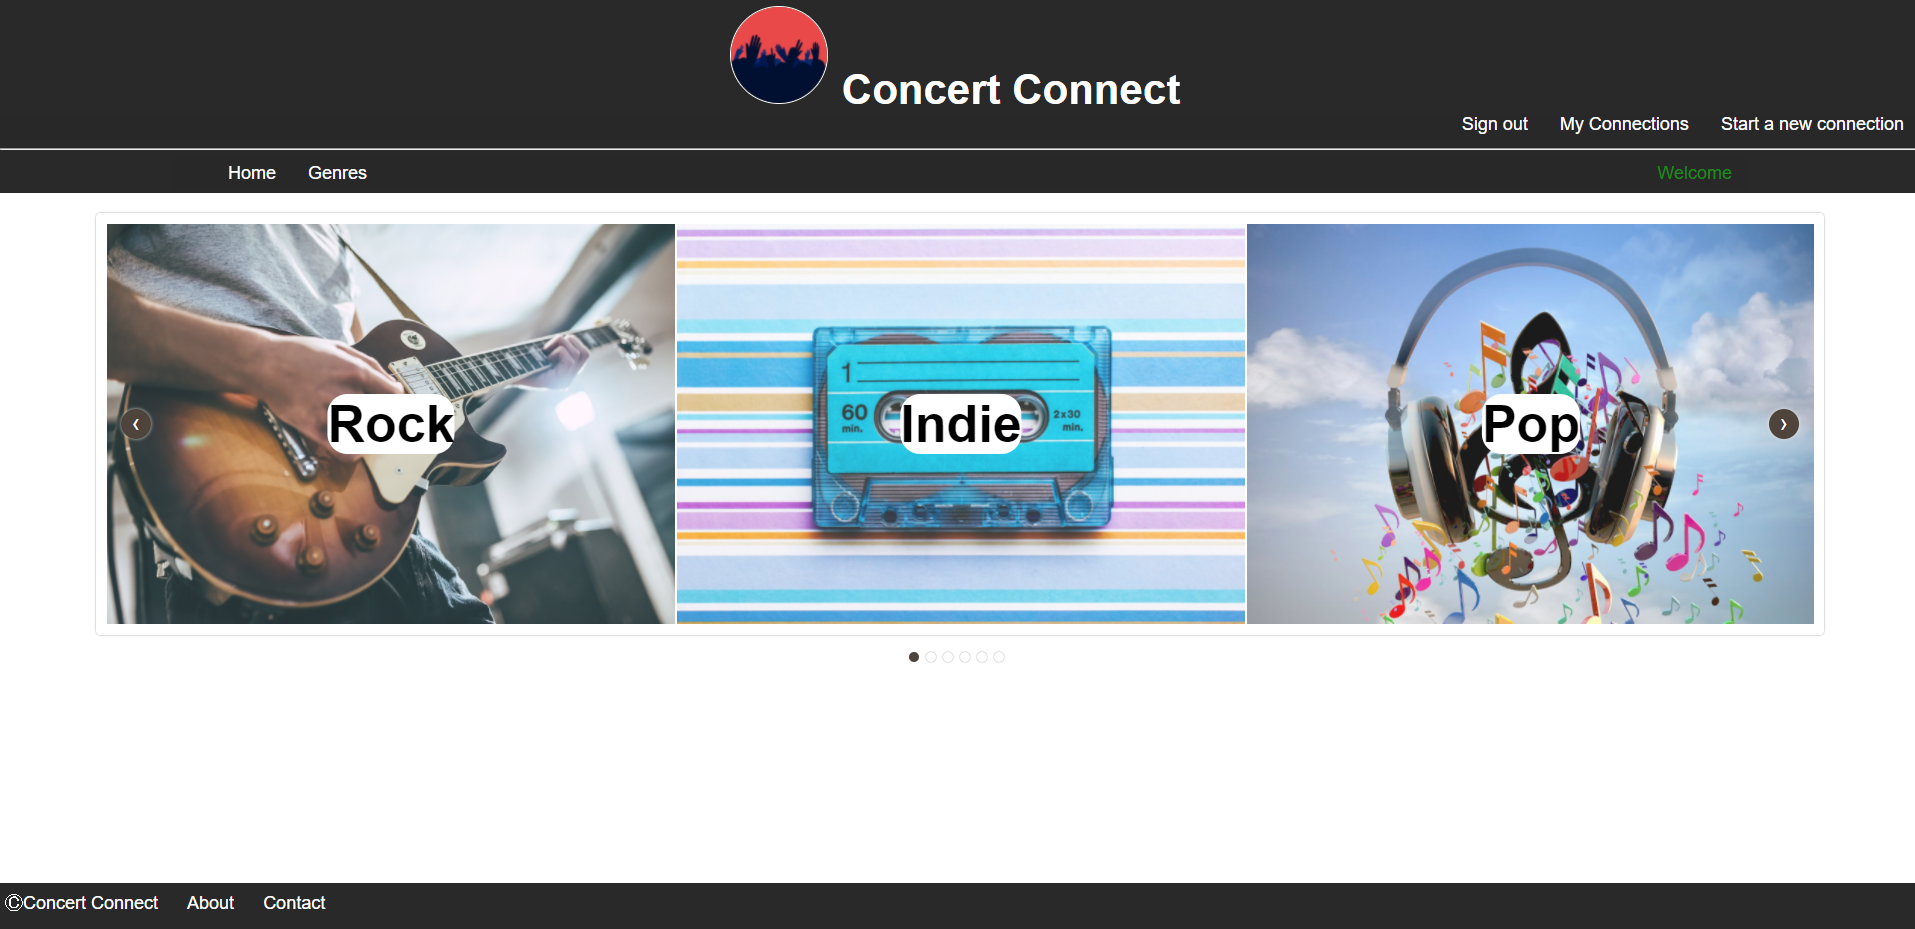 Concert Connect
Sign out My Connections Start a new connection
Home Genres Welcome
1
60 min. 2x30 min.
Rock Indie Pop
©Concert Connect About Contact